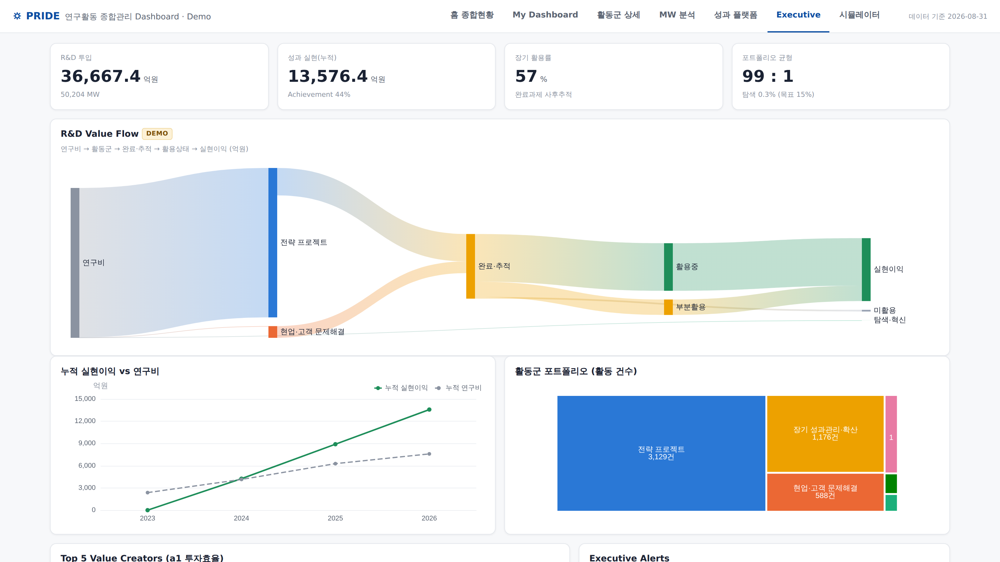 PRIDE 연구활동 종합관리 Dashboard · Demo
홈 종합현황
My Dashboard
활동군 상세
MW 분석
성과 플랫폼
Executive
시뮬레이터
데이터 기준 2026-08-31
R&D 투입
36,667.4 억원
50,204 MW
성과 실현(누적)
13,576.4 억원
Achievement 44%
장기 활용률
57 %
완료과제 사후추적
포트폴리오 균형
99 : 1
탐색 0.3% (목표 15%)
R&D Value Flow DEMO
연구비 → 활동군 → 완료·추적 → 활용상태 → 실현이익 (억원)
연구비
전략 프로젝트
현업·고객 문제해결
완료·추적
활용중
부분활용
실현이익
미활용
탐색·혁신
누적 실현이익 vs 연구비
억원
누적 실현이익
누적 연구비
15,000
12,000
9,000
6,000
3,000
0
2023
2024
2025
2026
활동군 포트폴리오 (활동 건수)
전략 프로젝트
3,129건
장기 성과관리·확산
1,176건
현업·고객 문제해결
588건
1
Top 5 Value Creators (a1 투자효율)
Executive Alerts